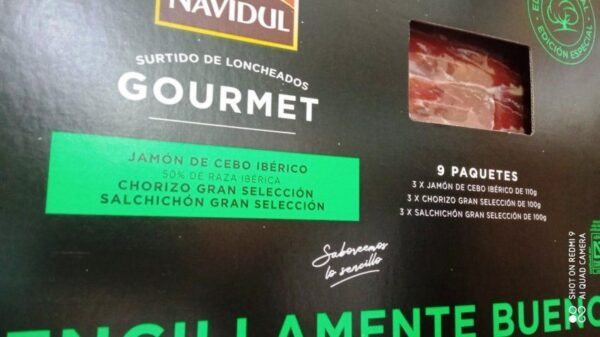 NAVIDUL
SURTIDO DE LONCHEADOS
GOURMET
JAMÓN DE CEBO IBÉRICO
50% DE RAZA IBÉRICA
CHORIZO GRAN SELECCIÓN
SALCHICHÓN GRAN SELECCIÓN
9 PAQUETES
3 X JAMÓN DE CEBO IBÉRICO DE 110g
3 X CHORIZO GRAN SELECCIÓN DE 100g
3 X SALCHICHÓN GRAN SELECCIÓN DE 100g
EDICIÓN ESPECIAL
Saboreemos
lo sencillo
ENCILLAMENTE BUENO
SHOT ON REDMI 9
AI QUAD CAMERA